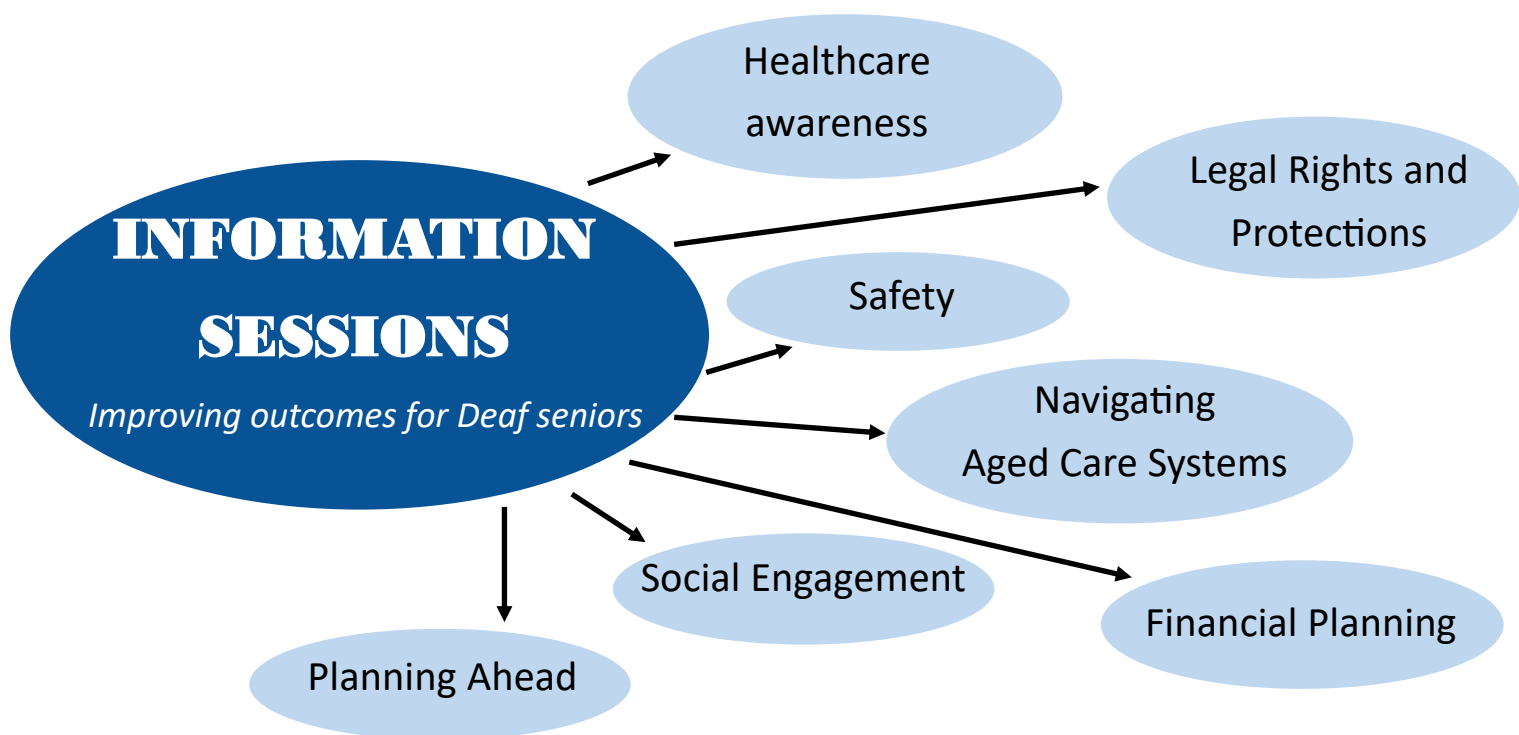 INFORMATION
SESSIONS
Improving outcomes for Deaf seniors
Healthcare
awareness
Legal Rights and
Protections
Safety
Navigating
Aged Care Systems
Financial Planning
Social Engagement
Planning Ahead